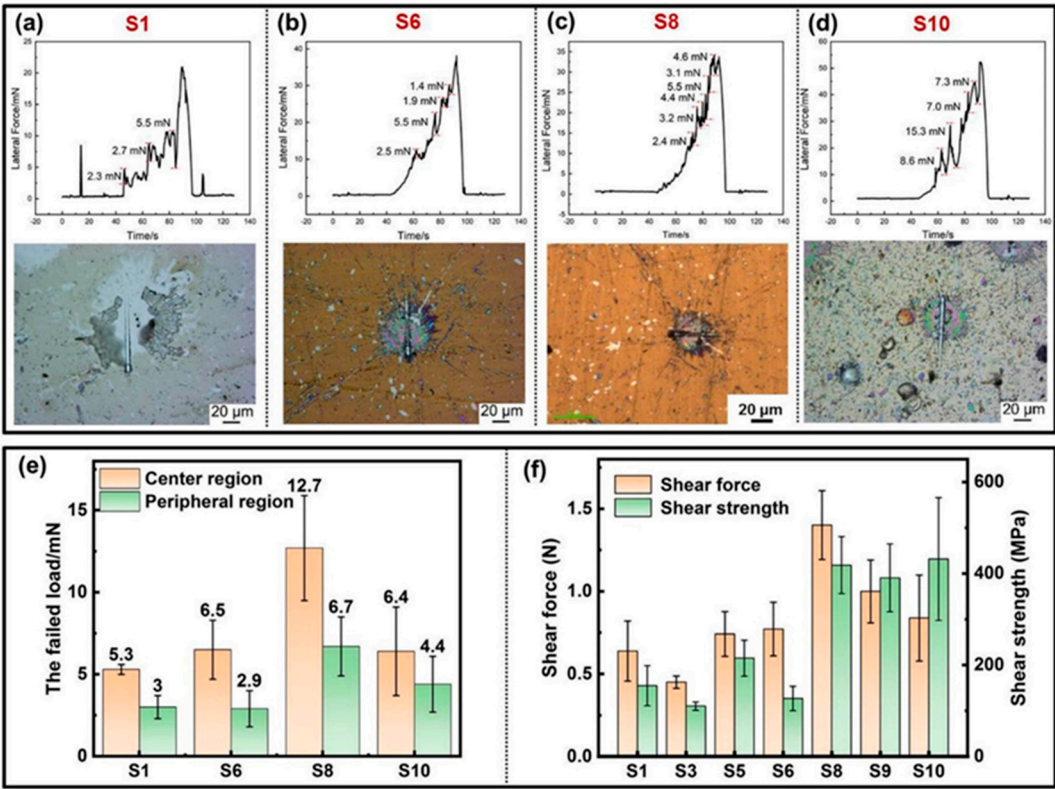 (a)
S1
Lateral Force/mN
25
20
15
10
5
0
2.3 mN
2.7 mN
5.5 mN
-20 0 20 40 60 80 100 120 140
Time/s
20 μm
(b)
S6
Lateral Force/mN
40
30
20
10
0
1.4 mN
1.9 mN
5.5 mN
2.5 mN
-20 0 20 40 60 80 100 120 140
Time/s
20 μm
(c)
S8
Lateral Force/mN
35
30
25
20
15
10
5
0
-5
4.6 mN
3.1 mN
5.5 mN
4.4 mN
3.2 mN
2.4 mN
-20 0 20 40 60 80 100 120 140
Time/s
20 μm
(d)
S10
Lateral Force/mN
60
50
40
30
20
10
0
7.3 mN
7.0 mN
15.3 mN
8.6 mN
-20 0 20 40 60 80 100 120 140
Time/s
20 μm
(e)
Center region
Peripheral region
The failed load/mN
15
10
5
0
5.3
3
6.5
2.9
12.7
6.7
6.4
4.4
S1 S6 S8 S10
(f)
Shear force
Shear strength
Shear force (N)
1.5
1.0
0.5
0.0
Shear strength (MPa)
600
400
200
0
S1 S3 S5 S6 S8 S9 S10